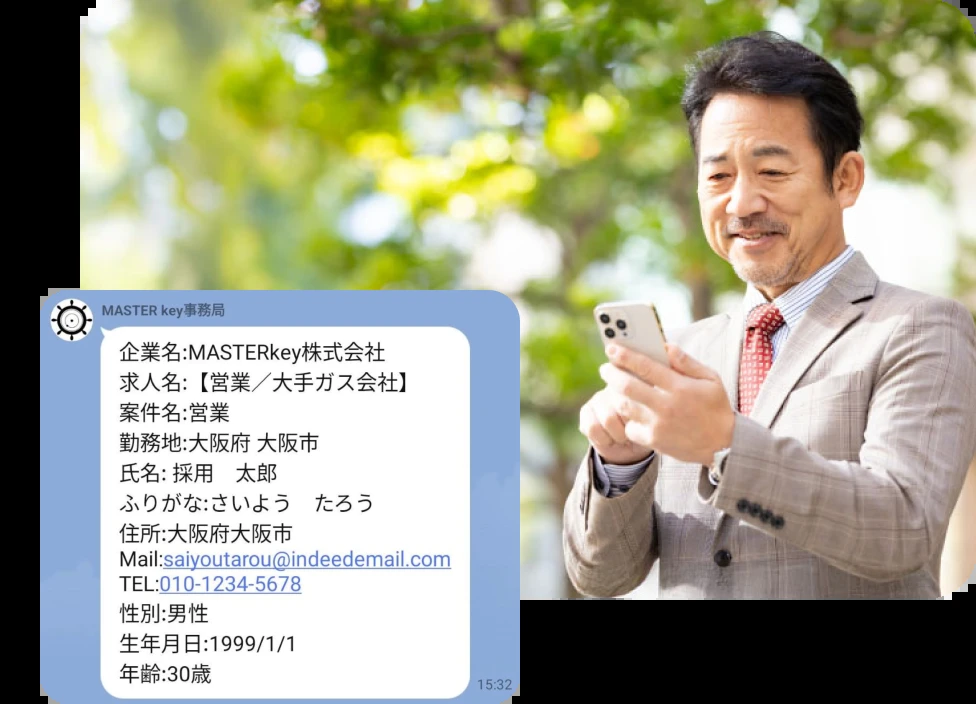 MASTER key事務局
企業名:MASTERkey株式会社
求人名:【営業／大手ガス会社】
案件名:営業
勤務地:大阪府 大阪市
氏名: 採用　太郎
ふりがな:さいよう　たろう
住所:大阪府大阪市
Mail:saiyoutarou@indeedemail.com
TEL:010-1234-5678
性別:男性
生年月日:1999/1/1
年齢:30歳
15:32